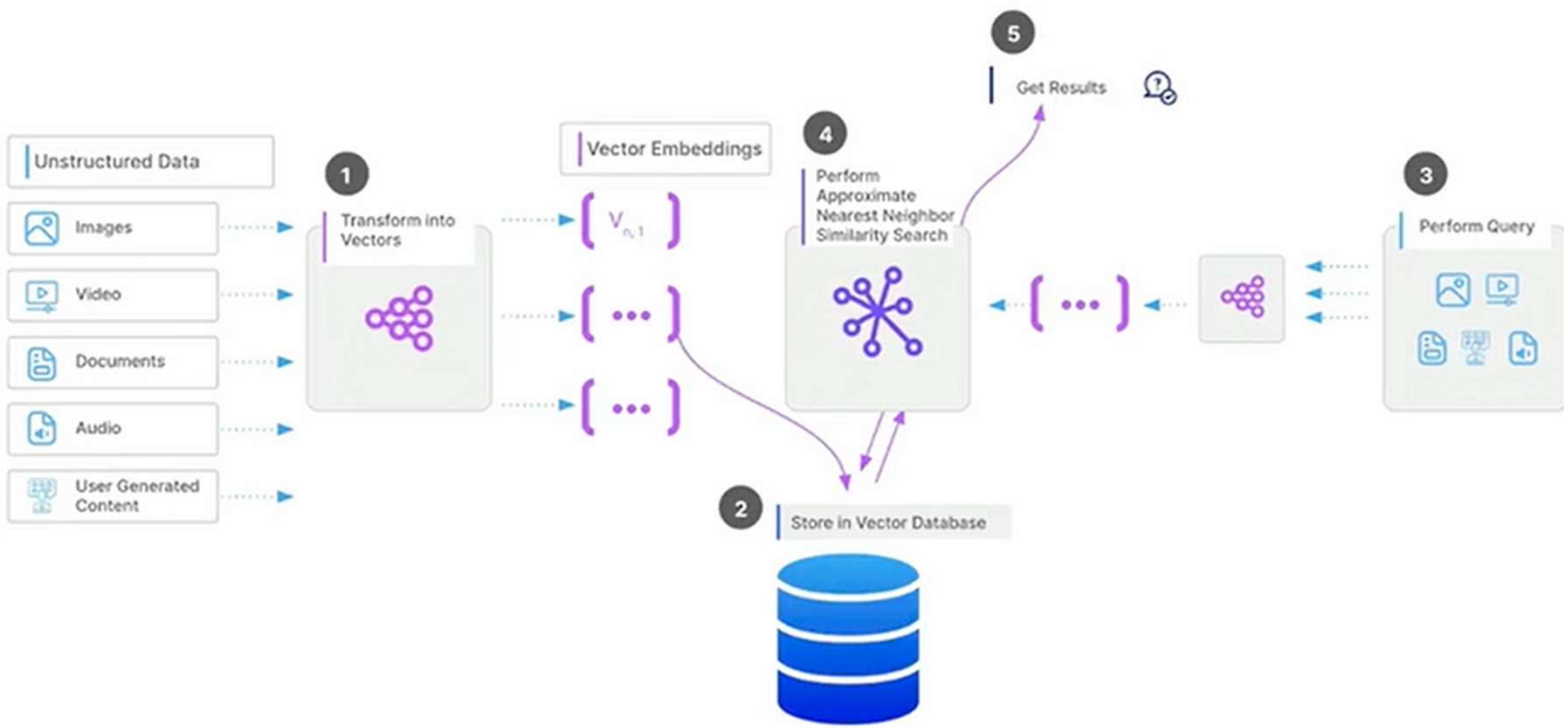 5
Get Results
Unstructured Data
Images
Video
Documents
Audio
User Generated
Content
1
Transform into
Vectors
Vector Embeddings
V n, 1
4
Perform
Approximate
Nearest Neighbor
Similarity Search
3
Perform Query
2
Store in Vector Database